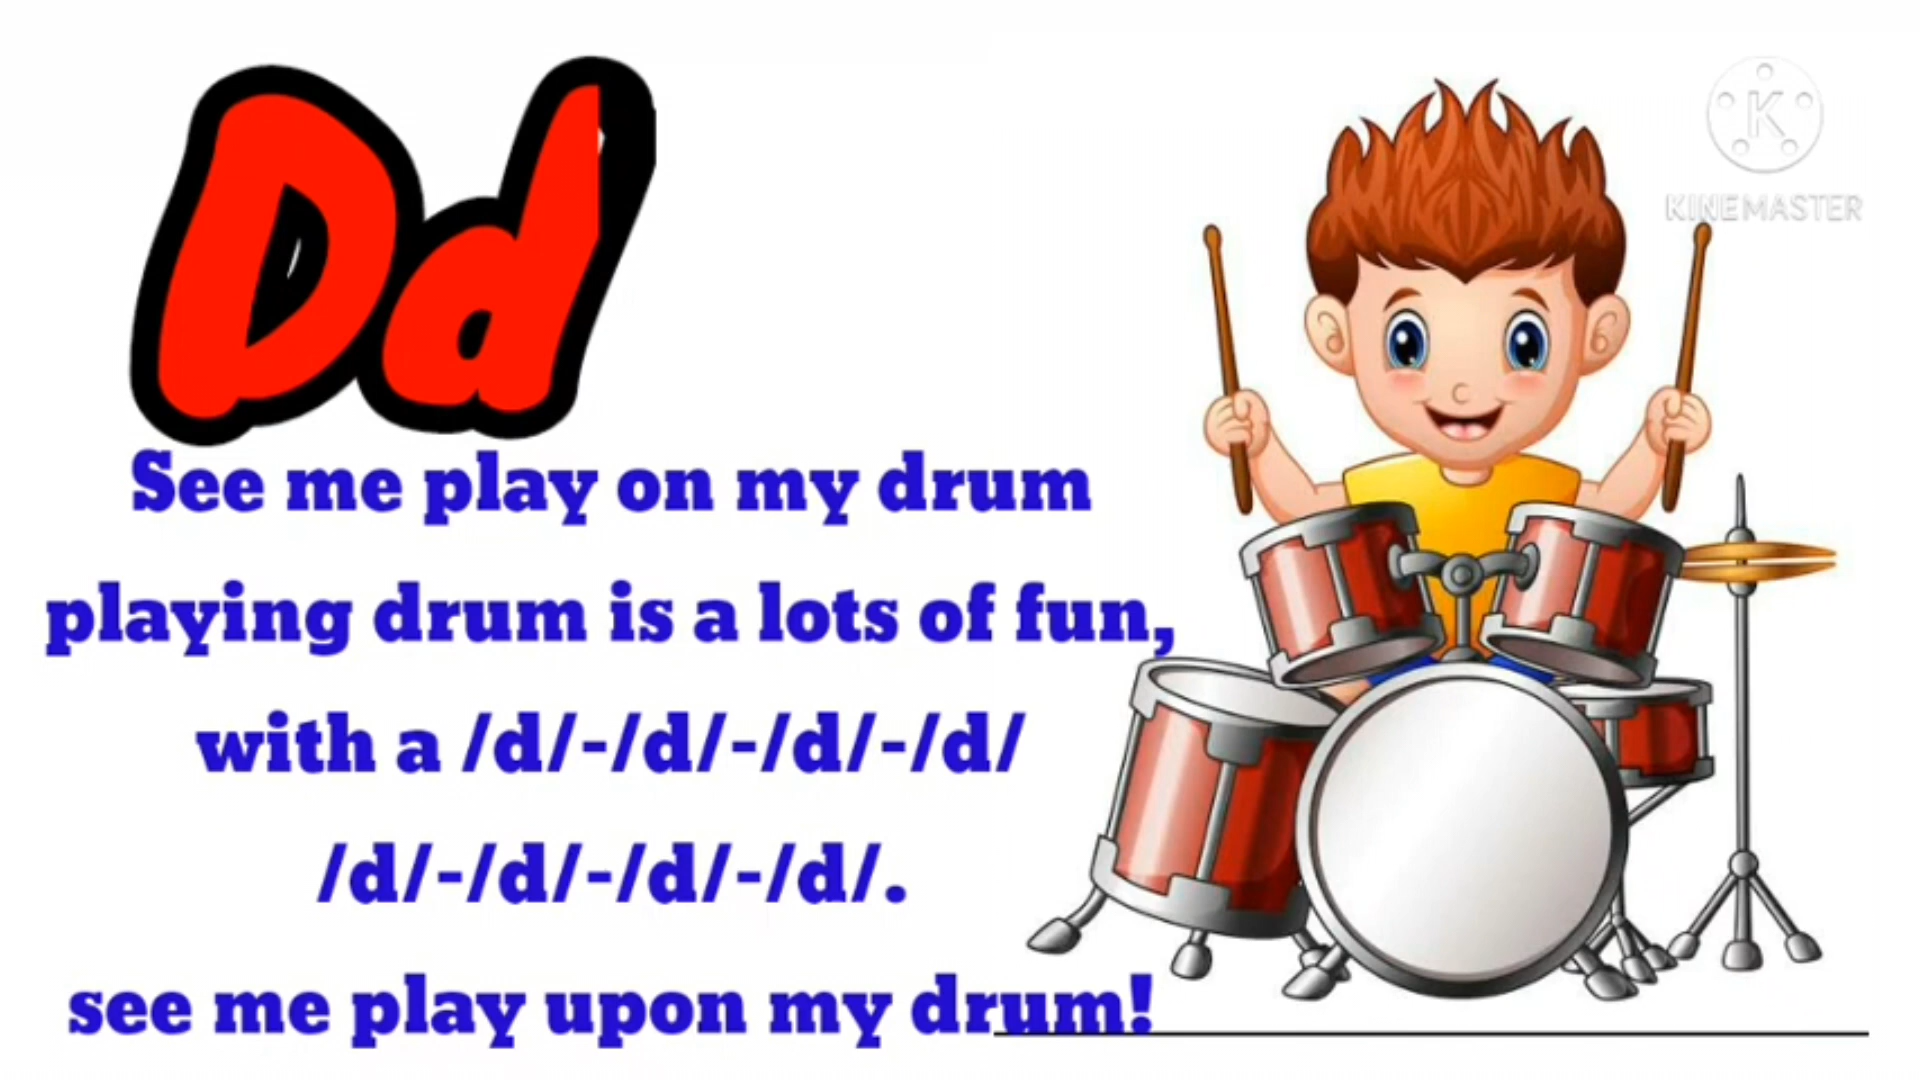 Dd
K
KINEMASTER
See me play on my drum
playing drum is a lots of fun,
with a /d/-/d/-/d/-/d/
/d/-/d/-/d/-/d/.
see me play upon my drum!